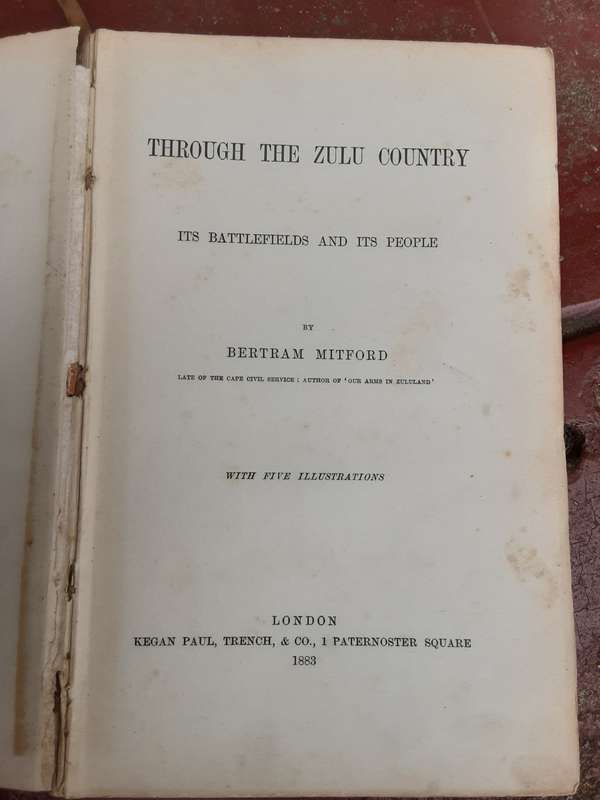 THROUGH THE ZULU COUNTRY
ITS BATTLEFIELDS AND ITS PEOPLE
BY
BERTRAM MITFORD
LATE OF THE CAPE CIVIL SERVICE: AUTHOR OF 'OUR ARMS IN ZULULAND'
WITH FIVE ILLUSTRATIONS
LONDON
KEGAN PAUL, TRENCH, & CO., 1 PATERNOSTER SQUARE
1883